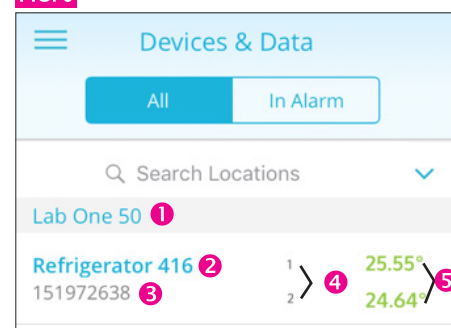 Devices & Data
All In Alarm
Search Locations
Lab One 50 1
Refrigerator 416 2 1 25.55°
151972638 3 2 4 24.64° 5